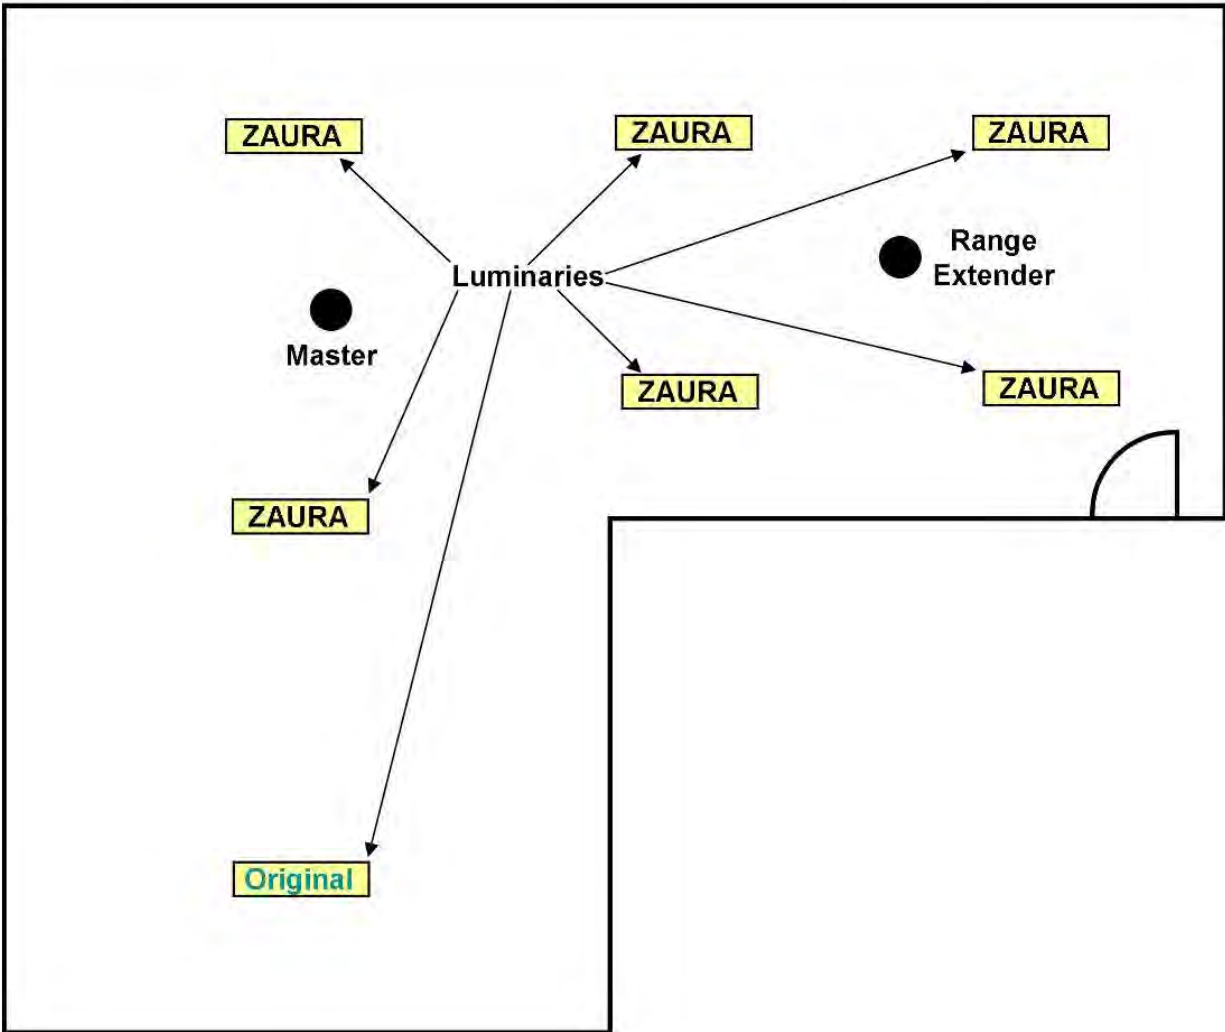 ZAURA
ZAURA
ZAURA
Range
Extender
Luminaries
Master
ZAURA
ZAURA
ZAURA
Original